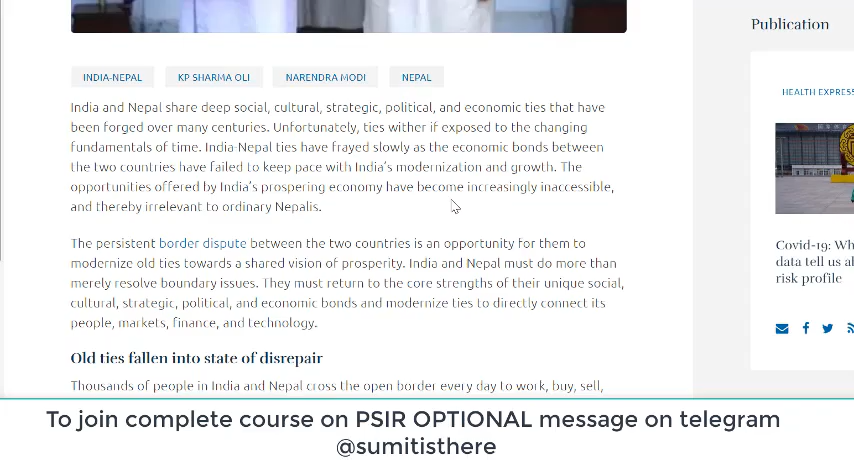 Publication
INDIA-NEPAL
KP SHARMA OLI
NARENDRA MODI
NEPAL
HEALTH EXPRESS
India and Nepal share deep social, cultural, strategic, political, and economic ties that have
been forged over many centuries. Unfortunately, ties wither if exposed to the changing
fundamentals of time. India-Nepal ties have frayed slowly as the economic bonds between
the two countries have failed to keep pace with India's modernization and growth. The
opportunities offered by India's prospering economy have become increasingly inaccessible,
and thereby irrelevant to ordinary Nepalis.
The persistent border dispute between the two countries is an opportunity for them to
modernize old ties towards a shared vision of prosperity. India and Nepal must do more than
merely resolve boundary issues. They must return to the core strengths of their unique social,
cultural, strategic, political, and economic bonds and modernize ties to directly connect its
people, markets, finance, and technology.
Covid-19: Wh
data tell us a
risk profile
Old ties fallen into state of disrepair
Thousands of people in India and Nepal cross the open border every day to work, buy, sell,
To join complete course on PSIR OPTIONAL message on telegram
@sumitisthere